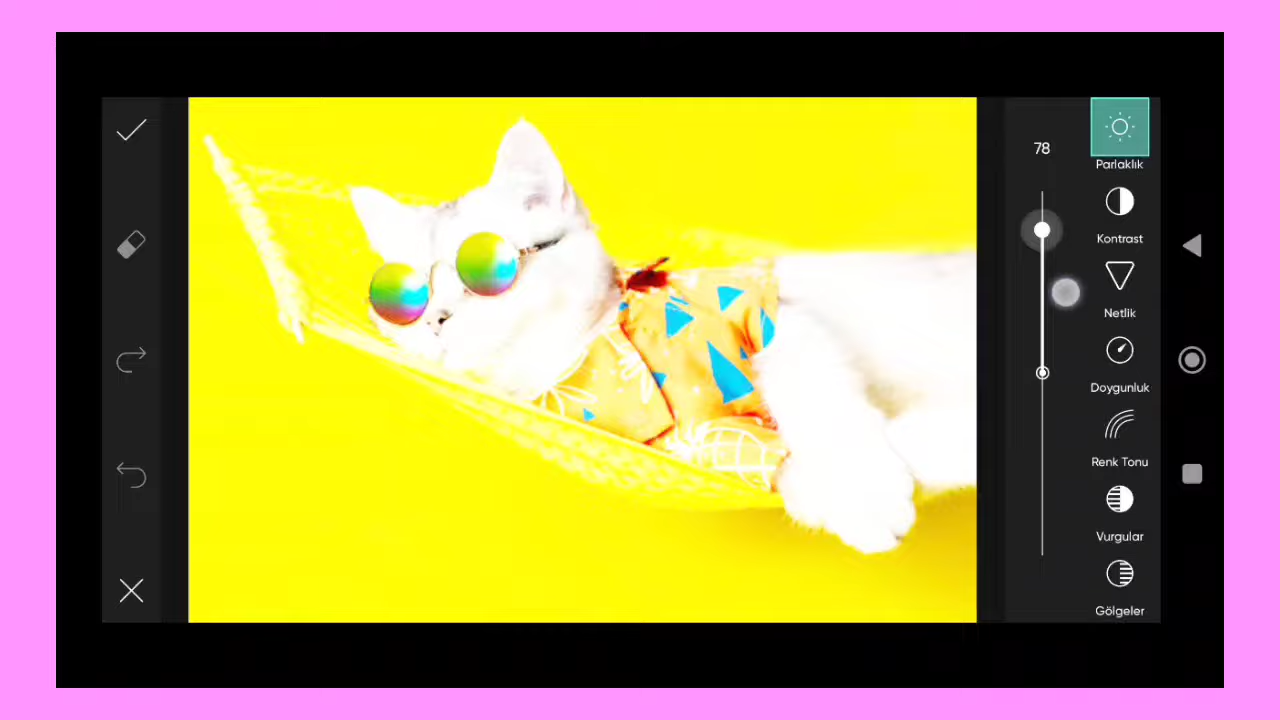 78
Parlaklık
Kontrast
Netlik
Doygunluk
Renk Tonu
Vurgular
Gölgeler